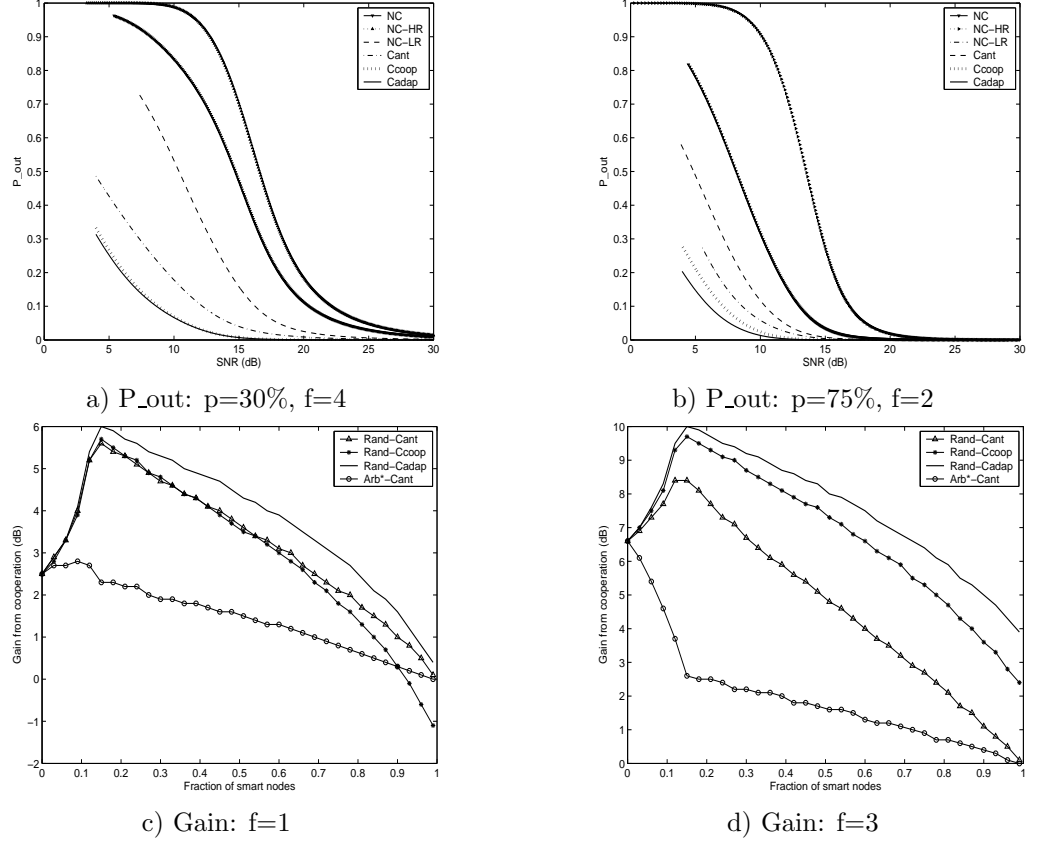 1
0.9
0.8
0.7
0.6
0.5
0.4
0.3
0.2
0.1
0
P_out
0 5 10 15 20 25 30
SNR (dB)
NC
NC−HR
NC−LR
Cant
Ccoop
Cadap
a) P_out: p=30%, f=4
1
0.9
0.8
0.7
0.6
0.5
0.4
0.3
0.2
0.1
0
P_out
0 5 10 15 20 25 30
SNR (dB)
NC
NC−HR
NC−LR
Cant
Ccoop
Cadap
b) P_out: p=75%, f=2
6
5
4
3
2
1
0
−1
−2
Gain from cooperation (dB)
0 0.1 0.2 0.3 0.4 0.5 0.6 0.7 0.8 0.9 1
Fraction of smart nodes
Rand−Cant
Rand−Ccoop
Rand−Cadap
Arb*−Cant
c) Gain: f=1
10
9
8
7
6
5
4
3
2
1
0
Gain from cooperation (dB)
0 0.1 0.2 0.3 0.4 0.5 0.6 0.7 0.8 0.9 1
Fraction of smart nodes
Rand−Cant
Rand−Ccoop
Rand−Cadap
Arb*−Cant
d) Gain: f=3